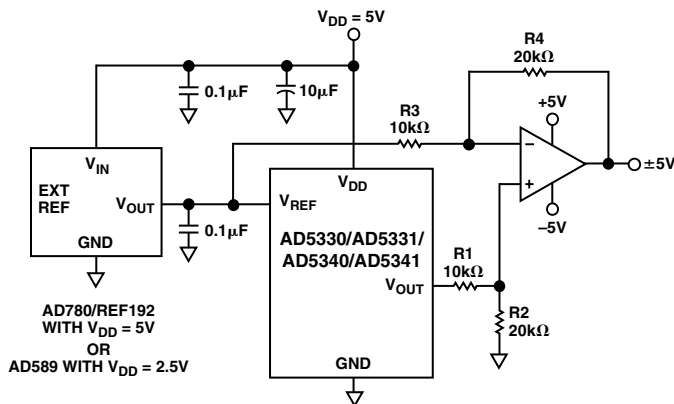 V_DD = 5V
0.1µF
10µF
R4
20kΩ
R3
10kΩ
+5V
−
+
±5V
–5V
V_IN
EXT
REF
V_OUT
GND
0.1µF
V_DD
V_REF
AD5330/AD5331/
AD5340/AD5341
V_OUT
GND
R1
10kΩ
R2
20kΩ
AD780/REF192
WITH V_DD = 5V
OR
AD589 WITH V_DD = 2.5V